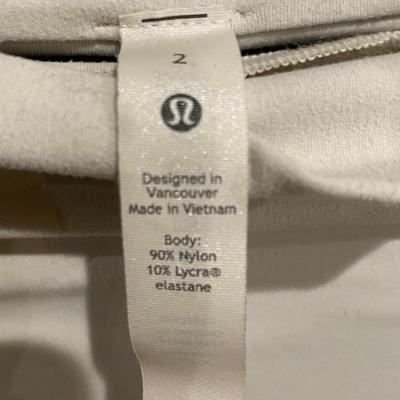 2
Designed in
Vancouver
Made in Vietnam
Body:
90% Nylon
10% Lycra®
elastane